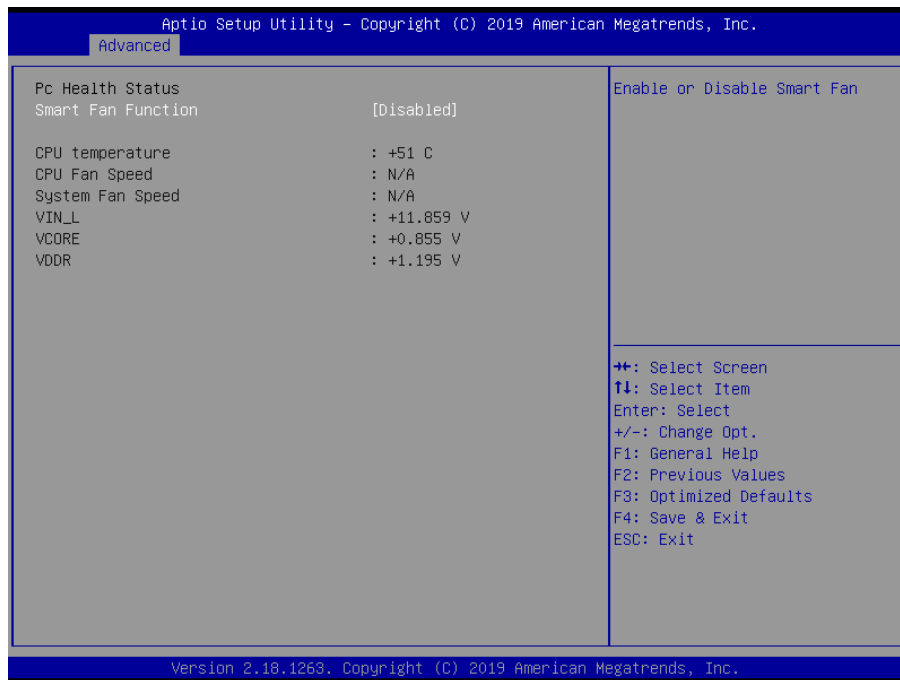 Aptio Setup Utility – Copyright (C) 2019 American Megatrends, Inc.
Advanced
Pc Health Status
Smart Fan Function [Disabled]
CPU temperature : +51 C
CPU Fan Speed : N/A
System Fan Speed : N/A
VIN_L : +11.859 V
VCORE : +0.855 V
VDDR : +1.195 V
Enable or Disable Smart Fan
→←: Select Screen
↑↓: Select Item
Enter: Select
+/-: Change Opt.
F1: General Help
F2: Previous Values
F3: Optimized Defaults
F4: Save & Exit
ESC: Exit
Version 2.18.1263. Copyright (C) 2019 American Megatrends, Inc.